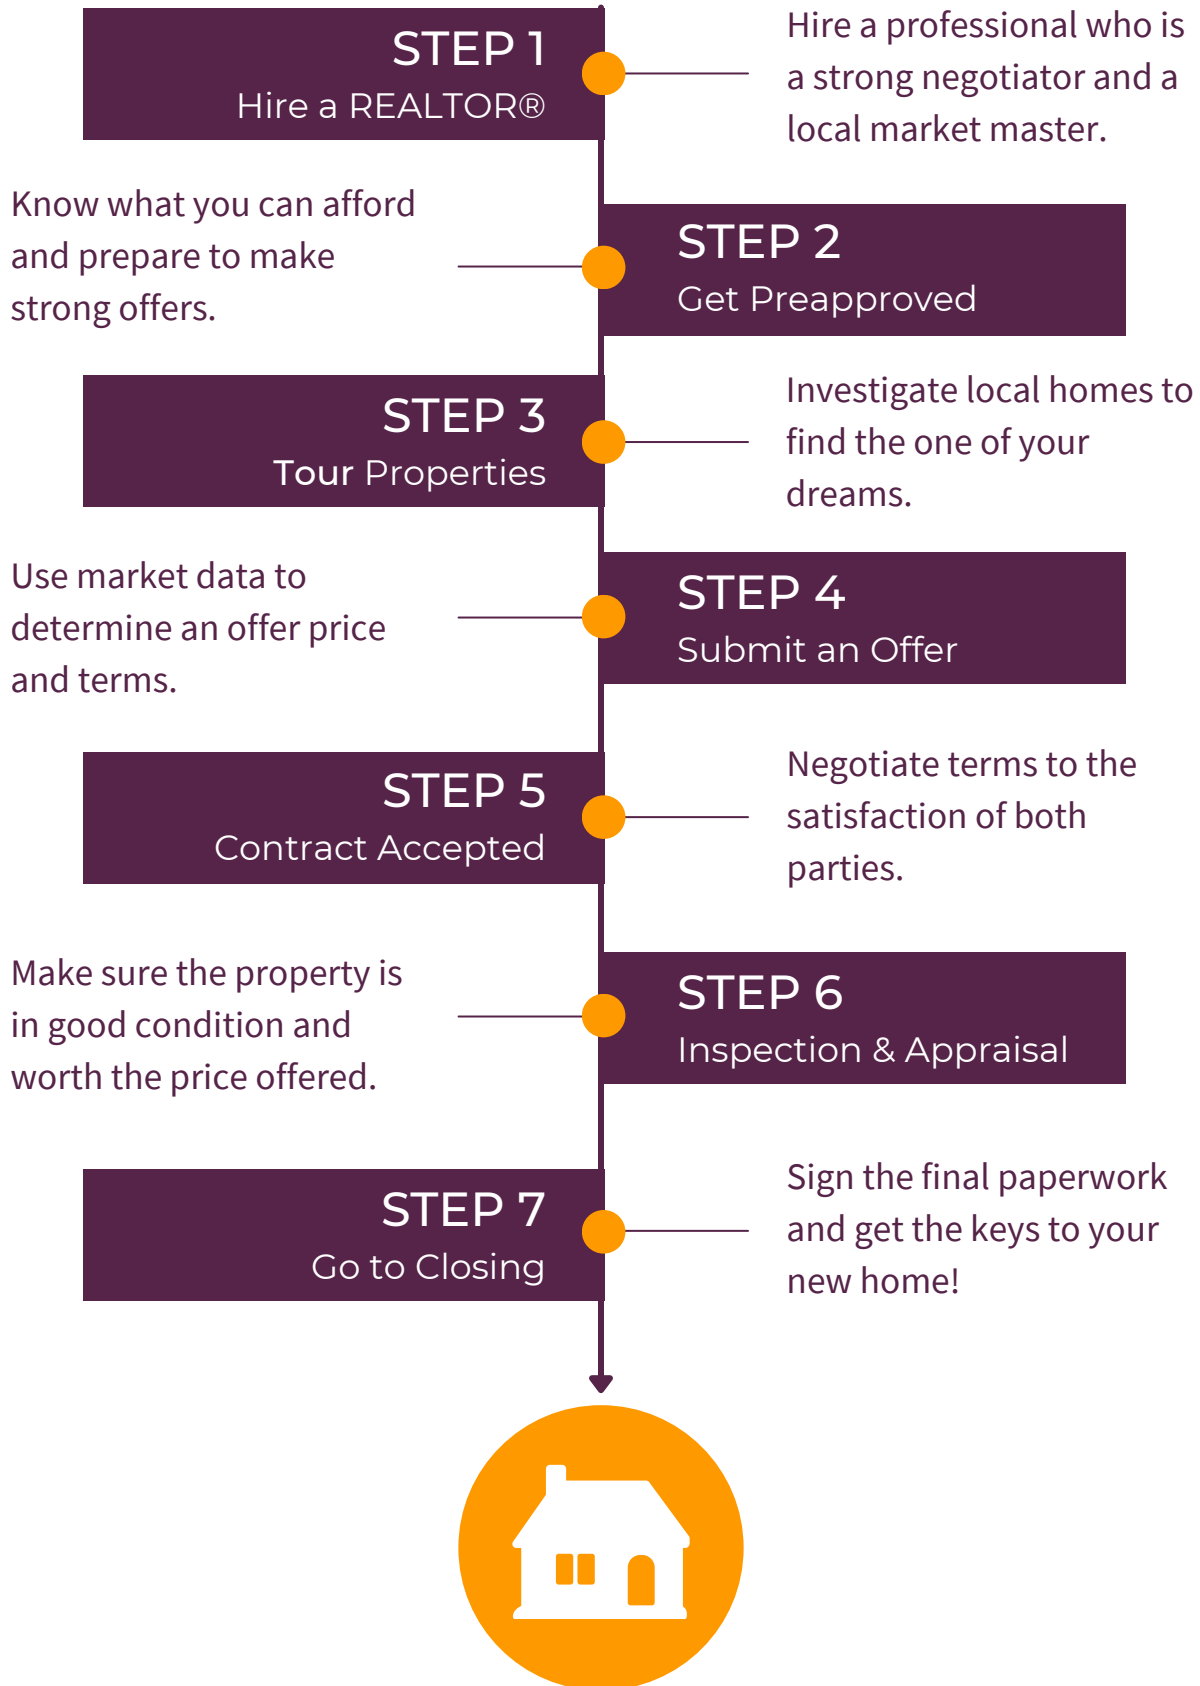 STEP 1
Hire a REALTOR®
Hire a professional who is
a strong negotiator and a
local market master.
STEP 2
Get Preapproved
Know what you can afford
and prepare to make
strong offers.
STEP 3
Tour Properties
Investigate local homes to
find the one of your
dreams.
STEP 4
Submit an Offer
Use market data to
determine an offer price
and terms.
STEP 5
Contract Accepted
Negotiate terms to the
satisfaction of both
parties.
STEP 6
Inspection & Appraisal
Make sure the property is
in good condition and
worth the price offered.
STEP 7
Go to Closing
Sign the final paperwork
and get the keys to your
new home!